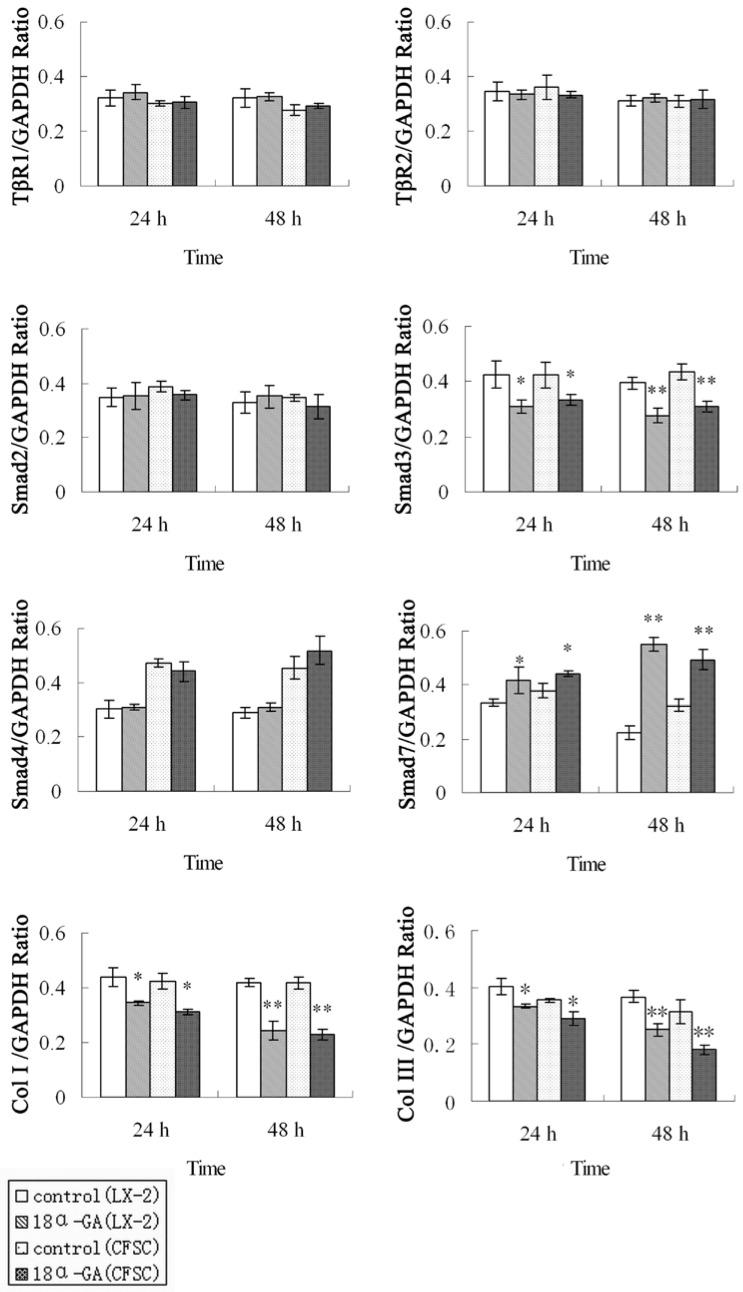 TβR1/GAPDH Ratio
0.6
0.4
0.2
0
24 h
48 h
Time
TβR2/GAPDH Ratio
0.6
0.4
0.2
0
24 h
48 h
Time
Smad2/GAPDH Ratio
0.6
0.4
0.2
0
24 h
48 h
Time
Smad3/GAPDH Ratio
0.6
0.4
0.2
0
*
*
**
**
24 h
48 h
Time
Smad4/GAPDH Ratio
0.6
0.4
0.2
0
24 h
48 h
Time
Smad7/GAPDH Ratio
0.6
0.4
0.2
0
*
*
**
**
24 h
48 h
Time
Col I /GAPDH Ratio
0.6
0.4
0.2
0
*
*
**
**
24 h
48 h
Time
Col III /GAPDH Ratio
0.6
0.4
0.2
0
*
*
**
**
24 h
48 h
Time
control(LX-2)
18α-GA(LX-2)
control(CFSC)
18α-GA(CFSC)